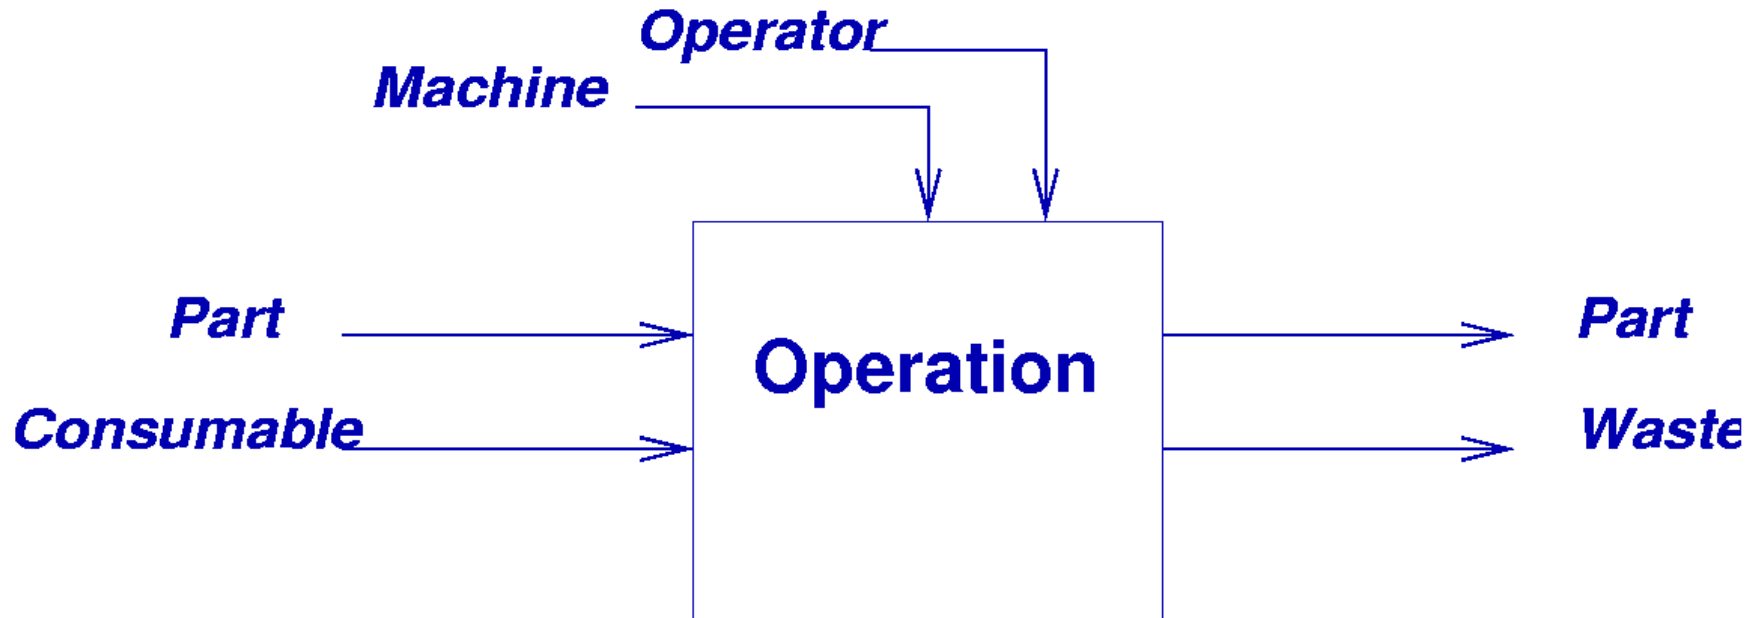 Operator
Machine
Part
Part
Operation
Consumable
Waste